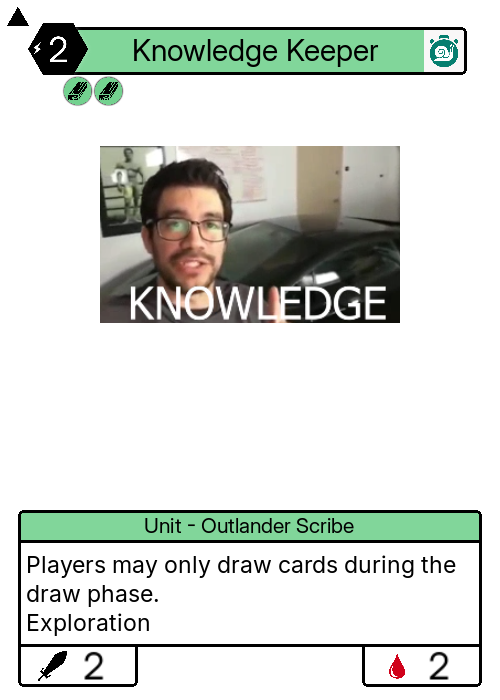 2
Knowledge Keeper
KNOWLEDGE
Unit - Outlander Scribe
Players may only draw cards during the
draw phase.
Exploration
2
2